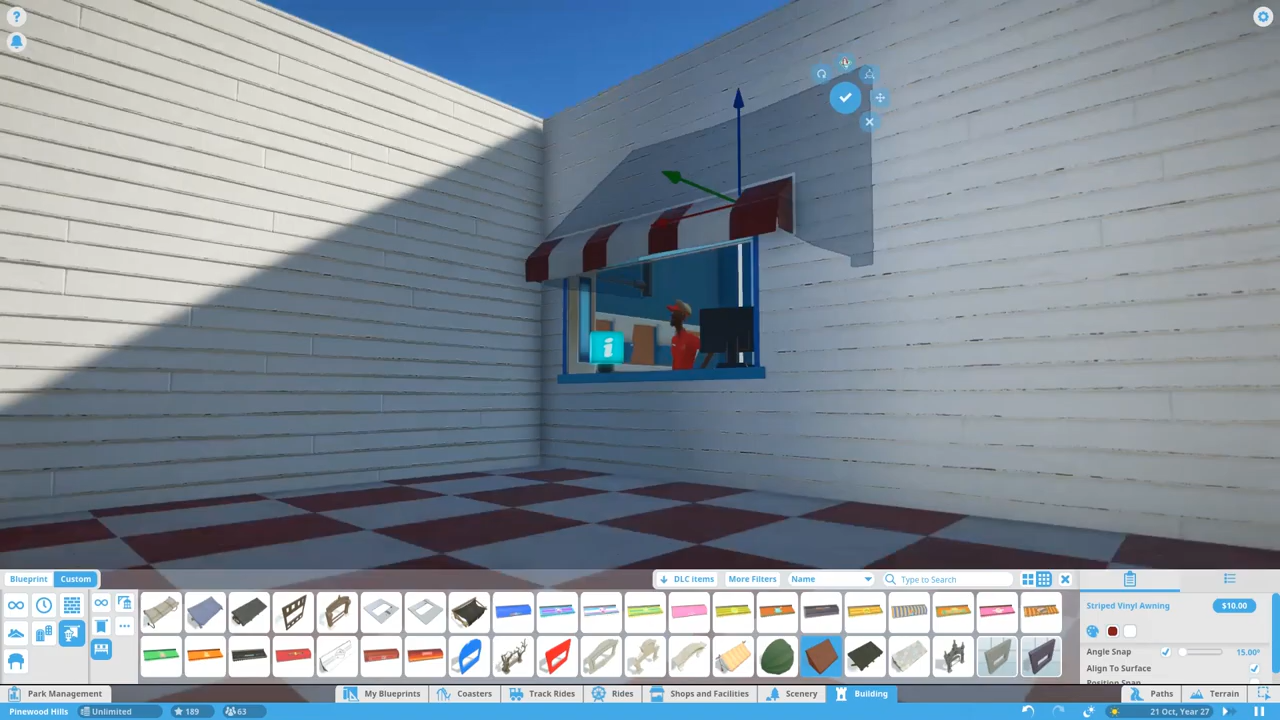 ?
i
Blueprint
Custom
DLC items
More Filters
Name
Type to Search
Striped Vinyl Awning
$10.00
Angle Snap
15.00°
Align To Surface
Park Management
My Blueprints
Coasters
Track Rides
Rides
Shops and Facilities
Scenery
Building
Paths
Terrain
Pinewood Hills
Unlimited
189
63
21 Oct, Year 27